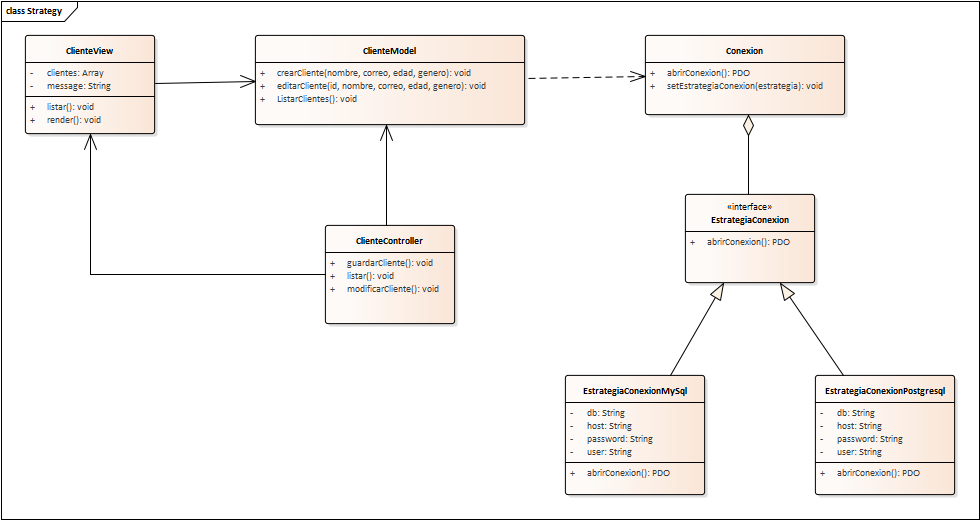 class Strategy
ClienteView
- clientes: Array
- message: String
+ listar(): void
+ render(): void
ClienteModel
+ crearCliente(nombre, correo, edad, genero): void
+ editarCliente(id, nombre, correo, edad, genero): void
+ ListarClientes(): void
Conexion
+ abrirConexion(): PDO
+ setEstrategiaConexion(estrategia): void
«interface»
EstrategiaConexion
+ abrirConexion(): PDO
ClienteController
+ guardarCliente(): void
+ listar(): void
+ modificarCliente(): void
EstrategiaConexionMySql
- db: String
- host: String
- password: String
- user: String
+ abrirConexion(): PDO
EstrategiaConexionPostgresql
- db: String
- host: String
- password: String
- user: String
+ abrirConexion(): PDO